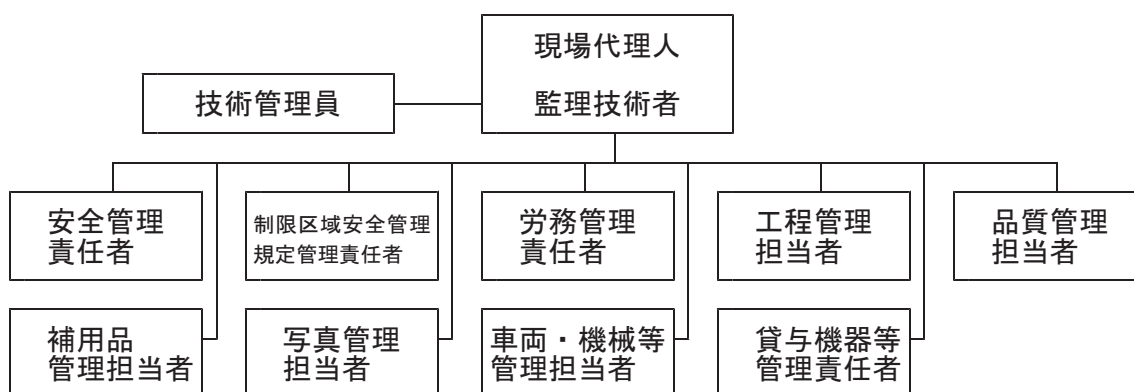 現場代理人
監理技術者
技術管理員
安全管理
責任者
制限区域安全管理
規定管理責任者
労務管理
責任者
工程管理
担当者
品質管理
担当者
補用品
管理担当者
写真管理
担当者
車両・機械等
管理担当者
貸与機器等
管理責任者